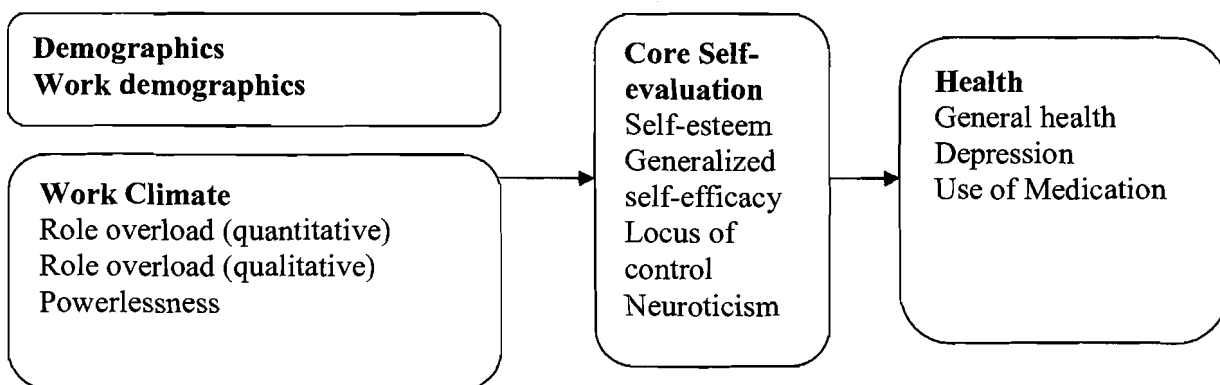 Demographics
Work demographics
Work Climate
Role overload (quantitative)
Role overload (qualitative)
Powerlessness
Core Self-
evaluation
Self-esteem
Generalized
self-efficacy
Locus of
control
Neuroticism
Health
General health
Depression
Use of Medication